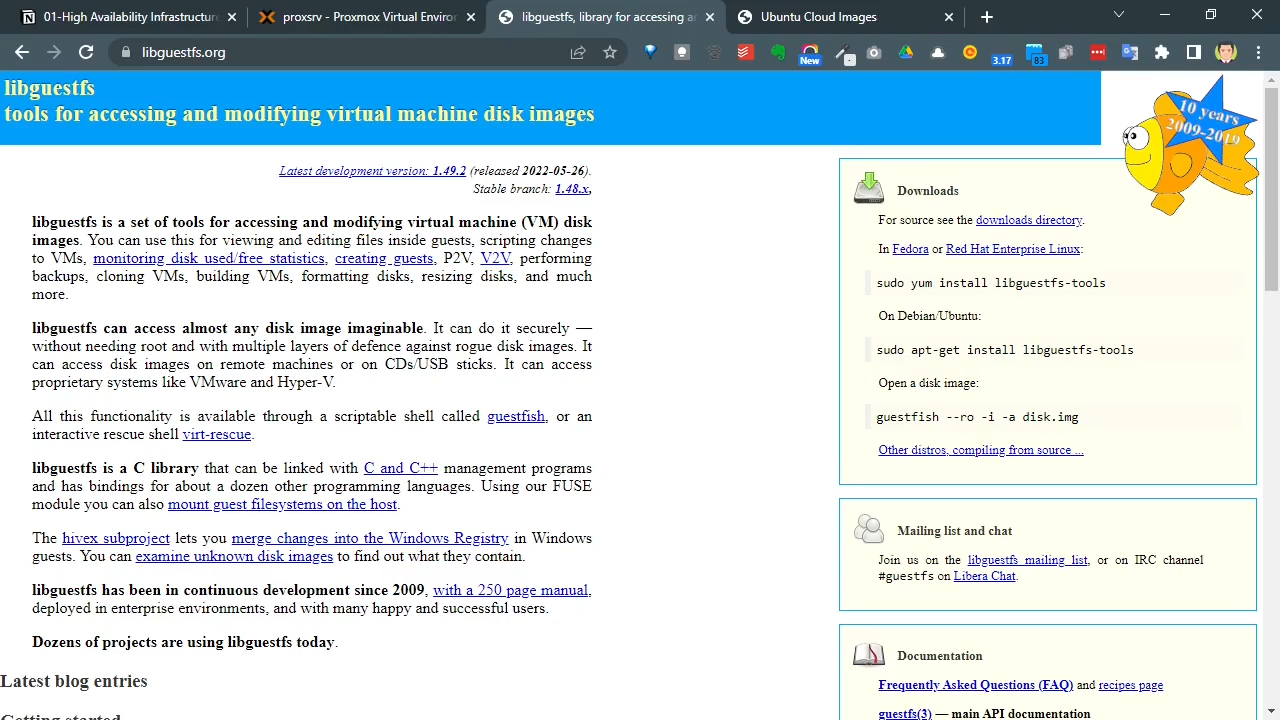 01-High Availability Infrastructur
proxsrv - Proxmox Virtual Environ
libguestfs, library for accessing a
Ubuntu Cloud Images
libguestfs.org
New
3.17
83
libguestfs
tools for accessing and modifying virtual machine disk images
10 years
2009-2019
Latest development version: 1.49.2 (released 2022-05-26).
Stable branch: 1.48.x,
libguestfs is a set of tools for accessing and modifying virtual machine (VM) disk
images. You can use this for viewing and editing files inside guests, scripting changes
to VMs, monitoring disk used/free statistics, creating guests, P2V, V2V, performing
backups, cloning VMs, building VMs, formatting disks, resizing disks, and much
more.
libguestfs can access almost any disk image imaginable. It can do it securely —
without needing root and with multiple layers of defence against rogue disk images. It
can access disk images on remote machines or on CDs/USB sticks. It can access
proprietary systems like VMware and Hyper-V.
All this functionality is available through a scriptable shell called guestfish, or an
interactive rescue shell virt-rescue.
libguestfs is a C library that can be linked with C and C++ management programs
and has bindings for about a dozen other programming languages. Using our FUSE
module you can also mount guest filesystems on the host.
The hivex subproject lets you merge changes into the Windows Registry in Windows
guests. You can examine unknown disk images to find out what they contain.
libguestfs has been in continuous development since 2009, with a 250 page manual,
deployed in enterprise environments, and with many happy and successful users.
Dozens of projects are using libguestfs today.
Latest blog entries
Getting started
Downloads
For source see the downloads directory.
In Fedora or Red Hat Enterprise Linux:
sudo yum install libguestfs-tools
On Debian/Ubuntu:
sudo apt-get install libguestfs-tools
Open a disk image:
guestfish --ro -i -a disk.img
Other distros, compiling from source ...
Mailing list and chat
Join us on the libguestfs mailing list, or on IRC channel
#guestfs on Libera Chat.
Documentation
Frequently Asked Questions (FAQ) and recipes page
guestfs(3) — main API documentation